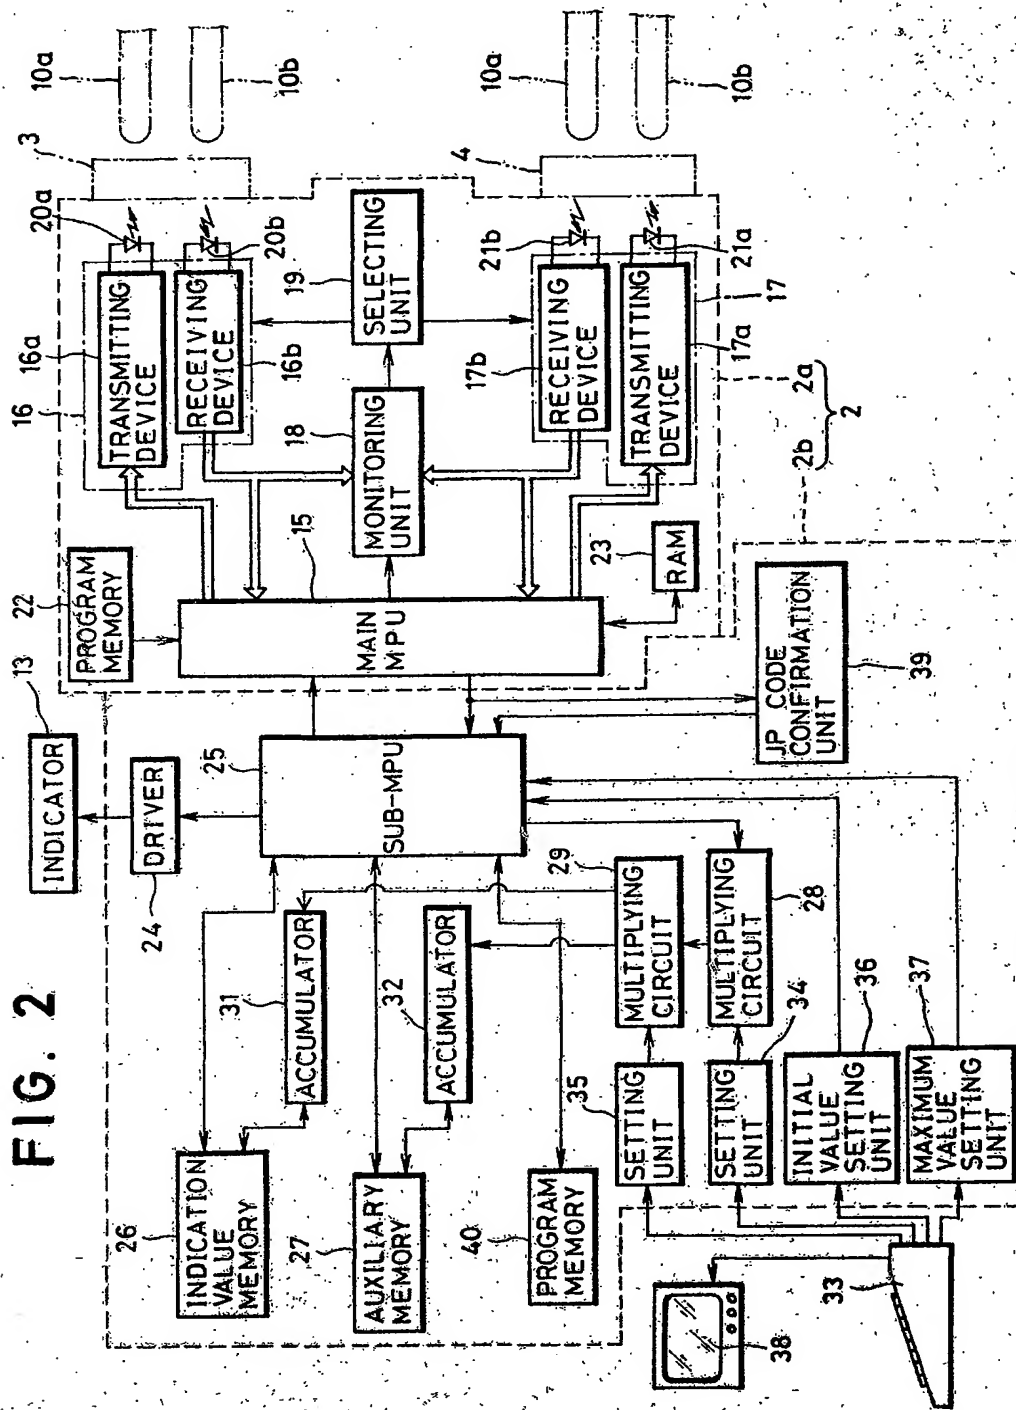 FIG. 2
10a
10b
10a
10b
3
4
20a
20b
21b
21a
16a
16
TRANSMITTING
DEVICE
RECEIVING
DEVICE
16b
19
SELECTING
UNIT
17b
RECEIVING
DEVICE
TRANSMITTING
DEVICE
17
17a
2a
2b
2
18
MONITORING
UNIT
15
MAIN
MPU
22
PROGRAM
MEMORY
23
RAM
13
INDICATOR
24
DRIVER
25
SUB-MPU
JP CODE
CONFIRMATION
UNIT
39
31
ACCUMULATOR
32
ACCUMULATOR
29
MULTIPLYING
CIRCUIT
28
MULTIPLYING
CIRCUIT
26
INDICATION
VALUE
MEMORY
27
AUXILIARY
MEMORY
40
PROGRAM
MEMORY
35
SETTING
UNIT
34
SETTING
UNIT
36
INITIAL
VALUE
SETTING
UNIT
37
MAXIMUM
VALUE
SETTING
UNIT
38
33